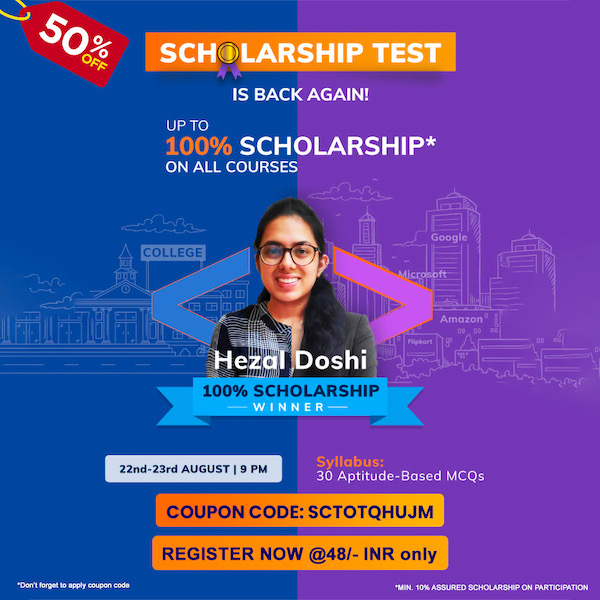 50%
OFF
SCHOLARSHIP TEST
IS BACK AGAIN!
UP TO
100% SCHOLARSHIP*
ON ALL COURSES
COLLEGE
Google
Microsoft
Amazon
Flipkart
Hezal Doshi
100% SCHOLARSHIP
WINNER
22nd-23rd AUGUST | 9 PM
Syllabus:
30 Aptitude-Based MCQs
COUPON CODE: SCTOTQHUJM
REGISTER NOW @48/- INR only
*Don't forget to apply coupon code
*MIN. 10% ASSURED SCHOLARSHIP ON PARTICIPATION